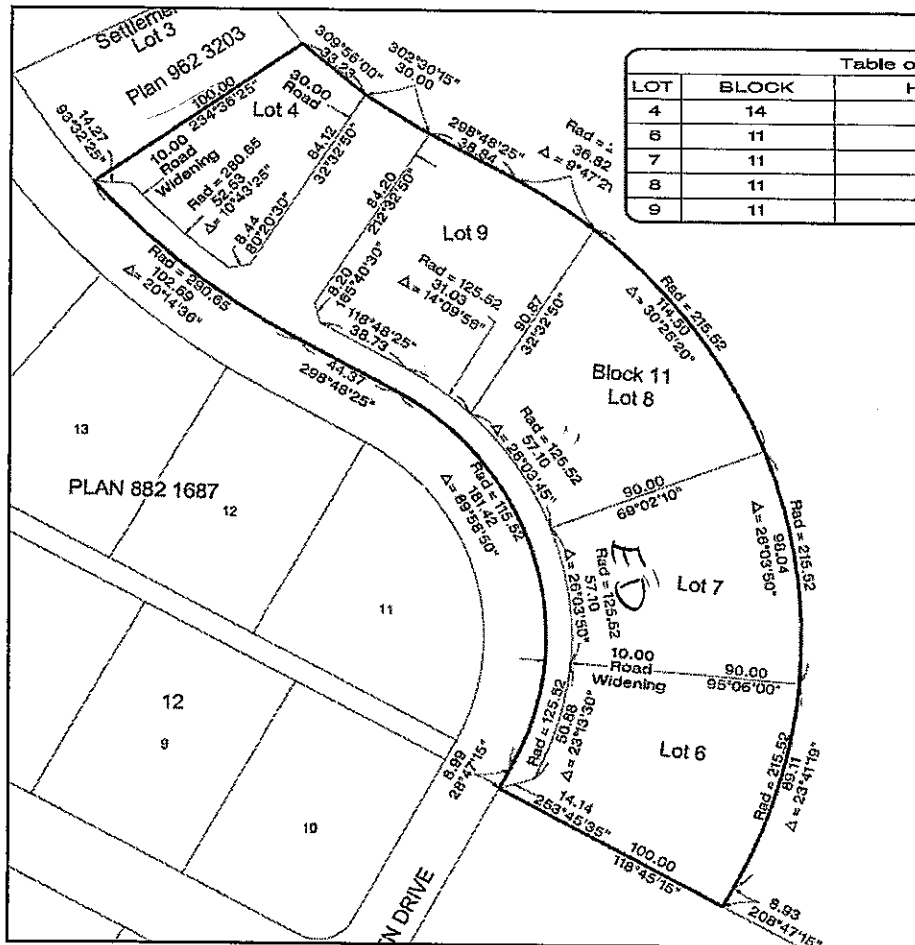 Settlemen
Lot 3
Plan 962 3203
100.00
234°36'25"
309°56'00"
33.23
302°30'15"
30.00
298°48'25"
38.84
Rad =
36.82
Δ = 9°47'2
Table o
LOT BLOCK H
4 14
6 11
7 11
8 11
9 11
14.27
93°32'25"
Lot 4
30.00
Road
10.00
Road
Widening
Rad = 280.65
52.53
Δ= 10°43'25"
84.12
32°32'50"
8.44
80°20'30"
84.20
212°32'50"
Lot 9
8.20
165°40'30"
118°48'25"
38.73
Rad = 125.52
31.03
Δ = 14°09'59"
90.87
32°32'50"
Rad = 290.65
102.69
Δ= 20°14'36"
44.37
298°48'25"
Rad = 215.52
114.50
Δ= 30°26'20"
Block 11
Lot 8
Rad = 125.52
57.10
Δ= 26°03'45"
90.00
69°02'10"
13
PLAN 882 1687
12
11
Rad = 115.52
181.42
Δ= 89°58'50"
Rad = 215.52
98.04
Δ= 26°03'50"
Rad = 125.52
57.10
Δ= 26°03'50"
ED
Lot 7
10.00
Road
Widening
90.00
95°06'00"
12
9
10
Rad = 125.52
50.88
Δ= 23°13'30"
Lot 6
Rad = 215.52
89.11
Δ= 23°41'19"
8.99
28°47'15"
14.14
253°45'35"
100.00
118°45'15"
8.93
208°47'15"
N DRIVE